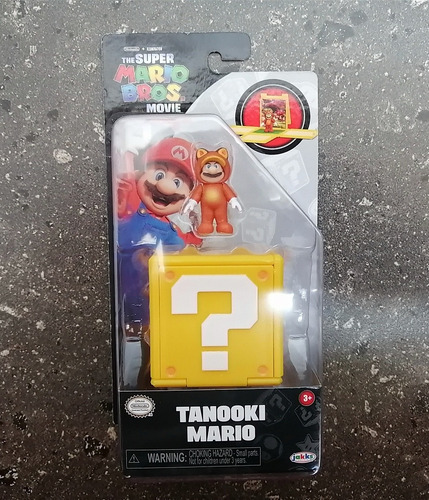 THE SUPER
MARIO
BROS.
MOVIE
M
?
TANOOKI
MARIO
3+
WARNING: CHOKING HAZARD - Small parts.
Not for children under 3 years.
jakks